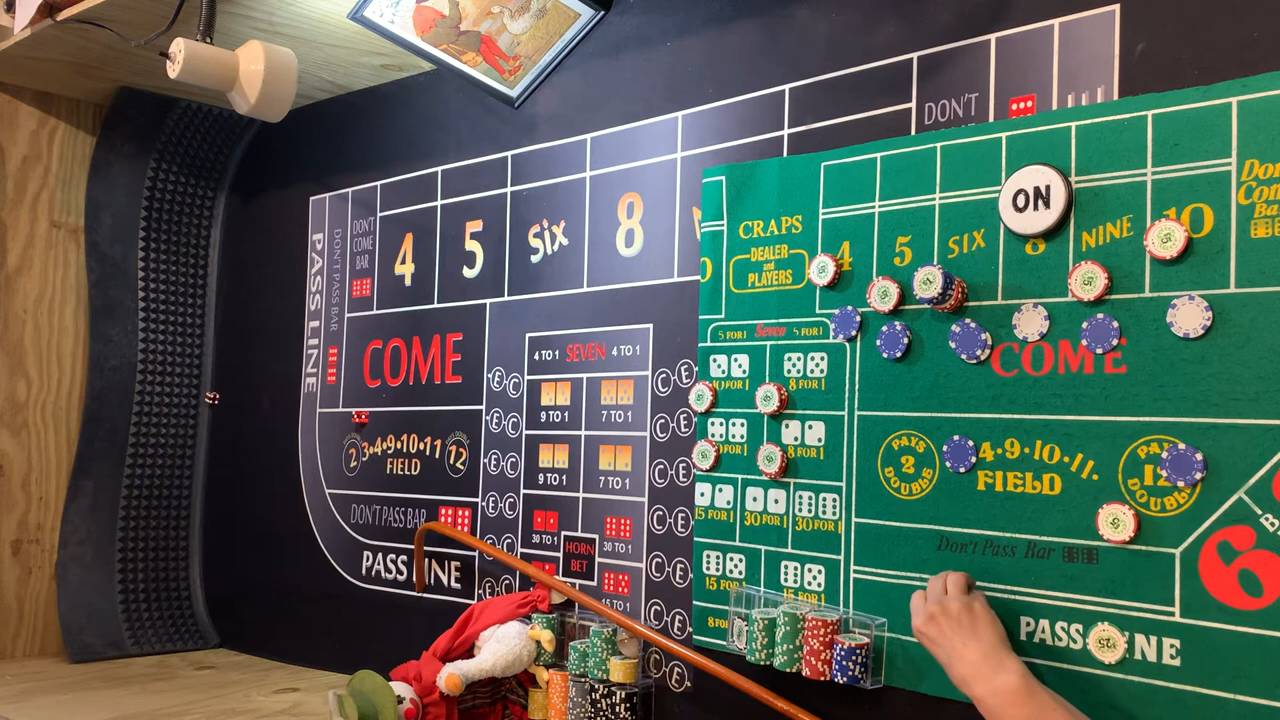 DON'T
PASS LINE
DON'T PASS BAR
DON'T
COME
BAR
4
5
SIX
8
COME
E C
C E
4 TO 1 SEVEN 4 TO 1
9 TO 1
7 TO 1
E C
C E
9 TO 1
7 TO 1
E C
C E
2
3•4•9•10•11
FIELD
12
DON'T PASS BAR
E C
C E
30 TO 1
HORN
BET
30 TO 1
15 TO 1
PASS LINE
E C
C E
C E
C E
CRAPS
DEALER
and
PLAYERS
4
5
SIX
ON
8
NINE
10
5 FOR 1 Seven 5 FOR 1
10 FOR 1
8 FOR 1
FOR 1
8 FOR 1
15 FOR 1
30 FOR 1
30 FOR 1
15 FOR 1
15 FOR 1
8 FOR
COME
PAYS
2
DOUBLE
4•9•10•11.
FIELD
PAYS
12
DOUBLE
Don't Pass Bar
6
PASS LINE
25